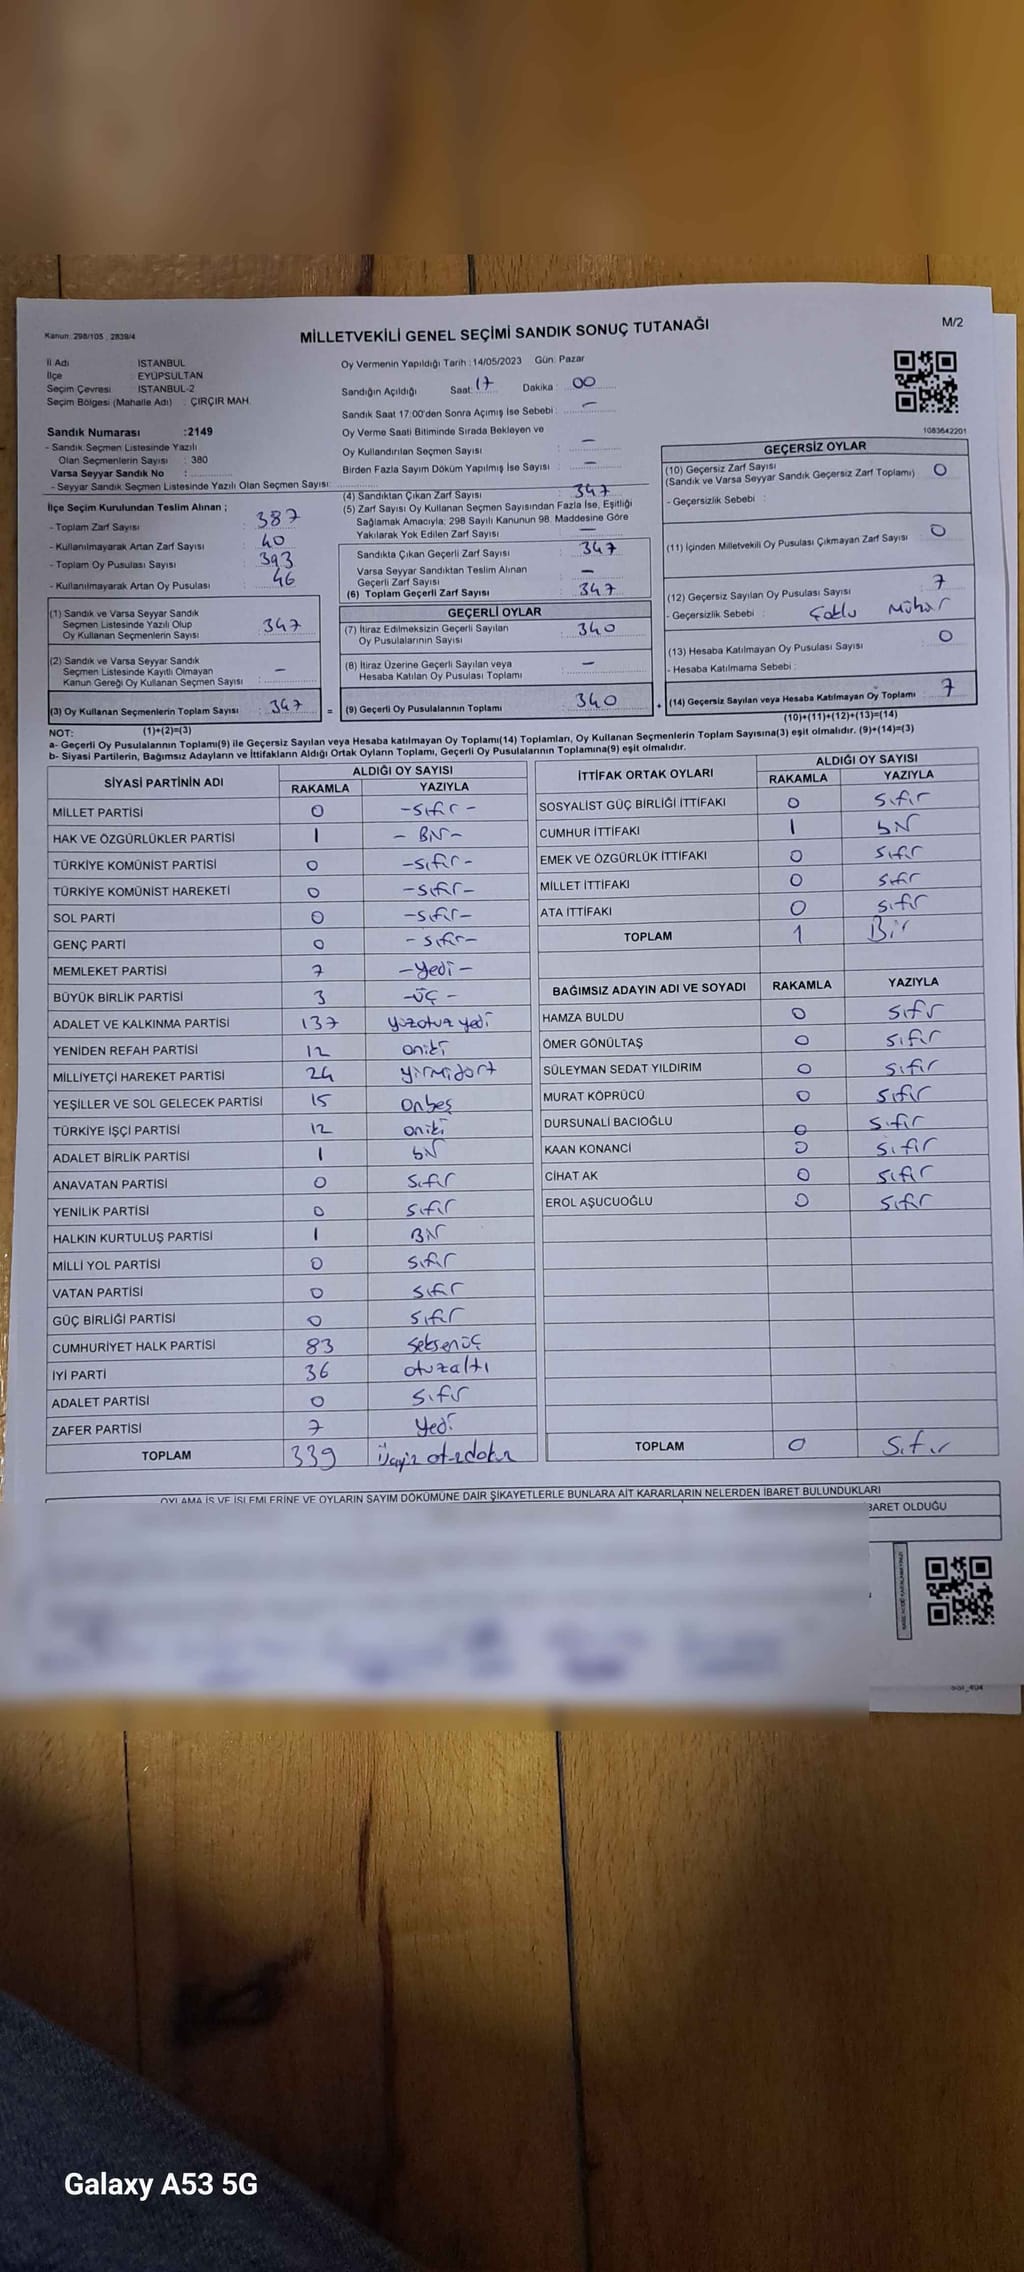 Kanun: 298/105 , 2839/4
MİLLETVEKİLİ GENEL SEÇİMİ SANDIK SONUÇ TUTANAĞI
M/2
İl Adı : İSTANBUL
İlçe : EYÜPSULTAN
Seçim Çevresi : İSTANBUL-2
Seçim Bölgesi (Mahalle Adı) : ÇIRÇIR MAH.
Oy Vermenin Yapıldığı Tarih : 14/05/2023 Gün: Pazar
Sandığın Açıldığı Saat: 17 Dakika : 00
Sandık Saat 17:00'den Sonra Açımış İse Sebebi : –
Oy Verme Saati Bitiminde Sırada Bekleyen ve
Oy Kullandırılan Seçmen Sayısı : –
Birden Fazla Sayım Döküm Yapılmış İse Sayısı : –
1083642201
Sandık Numarası :2149
- Sandık Seçmen Listesinde Yazılı
Olan Seçmenlerin Sayısı : 380
Varsa Seyyar Sandık No :
- Seyyar Sandık Seçmen Listesinde Yazılı Olan Seçmen Sayısı:
İlçe Seçim Kurulundan Teslim Alınan ;
- Toplam Zarf Sayısı : 387
- Kullanılmayarak Artan Zarf Sayısı : 40
- Toplam Oy Pusulası Sayısı : 393
- Kullanılmayarak Artan Oy Pusulası : 46
(1) Sandık ve Varsa Seyyar Sandık
Seçmen Listesinde Yazılı Olup
Oy Kullanan Seçmenlerin Sayısı : 347
(2) Sandık ve Varsa Seyyar Sandık
Seçmen Listesinde Kayıtlı Olmayan
Kanun Gereği Oy Kullanan Seçmen Sayısı : –
(3) Oy Kullanan Seçmenlerin Toplam Sayısı : 347 =
(1)+(2)=(3)
(4) Sandıktan Çıkan Zarf Sayısı : 347
(5) Zarf Sayısı Oy Kullanan Seçmen Sayısından Fazla İse, Eşitliği
Sağlamak Amacıyla; 298 Sayılı Kanunun 98. Maddesine Göre
Yakılarak Yok Edilen Zarf Sayısı : –
Sandıkta Çıkan Geçerli Zarf Sayısı : 347
Varsa Seyyar Sandıktan Teslim Alınan
Geçerli Zarf Sayısı : –
(6) Toplam Geçerli Zarf Sayısı : 347
GEÇERLİ OYLAR
(7) İtiraz Edilmeksizin Geçerli Sayılan
Oy Pusulalarının Sayısı : 340
(8) İtiraz Üzerine Geçerli Sayılan veya
Hesaba Katılan Oy Pusulası Toplamı : –
(9) Geçerli Oy Pusulalarının Toplamı : 340 +
GEÇERSİZ OYLAR
(10) Geçersiz Zarf Sayısı : 0
(Sandık ve Varsa Seyyar Sandık Geçersiz Zarf Toplamı)
- Geçersizlik Sebebi :
(11) İçinden Milletvekili Oy Pusulası Çıkmayan Zarf Sayısı : 0
(12) Geçersiz Sayılan Oy Pusulası Sayısı : 7
- Geçersizlik Sebebi : Çoklu Mühür
(13) Hesaba Katılmayan Oy Pusulası Sayısı : 0
- Hesaba Katılmama Sebebi :
(14) Geçersiz Sayılan veya Hesaba Katılmayan Oy Toplamı : 7
(10)+(11)+(12)+(13)=(14)
NOT:
a- Geçerli Oy Pusulalarının Toplamı(9) ile Geçersiz Sayılan veya Hesaba katılmayan Oy Toplamı(14) Toplamları, Oy Kullanan Seçmenlerin Toplam Sayısına(3) eşit olmalıdır. (9)+(14)=(3)
b- Siyasi Partilerin, Bağımsız Adayların ve İttifakların Aldığı Ortak Oyların Toplamı, Geçerli Oy Pusulalarının Toplamına(9) eşit olmalıdır.
SİYASİ PARTİNİN ADI ALDIĞI OY SAYISI
RAKAMLA YAZIYLA
MİLLET PARTİSİ 0 -sıfır-
HAK VE ÖZGÜRLÜKLER PARTİSİ 1 - Bir -
TÜRKİYE KOMÜNİST PARTİSİ 0 -sıfır-
TÜRKİYE KOMÜNİST HAREKETİ 0 -sıfır-
SOL PARTİ 0 -sıfır-
GENÇ PARTİ 0 -sıfır-
MEMLEKET PARTİSİ 7 -Yedi-
BÜYÜK BİRLİK PARTİSİ 3 -Üç-
ADALET VE KALKINMA PARTİSİ 137 yüzotuz yedi
YENİDEN REFAH PARTİSİ 12 oniki
MİLLİYETÇİ HAREKET PARTİSİ 24 yirmidört
YEŞİLLER VE SOL GELECEK PARTİSİ 15 onbeş
TÜRKİYE İŞÇİ PARTİSİ 12 oniki
ADALET BİRLİK PARTİSİ 1 bir
ANAVATAN PARTİSİ 0 Sıfır
YENİLİK PARTİSİ 0 sıfır
HALKIN KURTULUŞ PARTİSİ 1 Bir
MİLLİ YOL PARTİSİ 0 sıfır
VATAN PARTİSİ 0 sıfır
GÜÇ BİRLİĞİ PARTİSİ 0 sıfır
CUMHURİYET HALK PARTİSİ 83 seksenüç
İYİ PARTİ 36 otuzaltı
ADALET PARTİSİ 0 sıfır
ZAFER PARTİSİ 7 Yedi
TOPLAM 339 Üçyüz otuzdokuz
İTTİFAK ORTAK OYLARI ALDIĞI OY SAYISI
RAKAMLA YAZIYLA
SOSYALİST GÜÇ BİRLİĞİ İTTİFAKI 0 Sıfır
CUMHUR İTTİFAKI 1 bir
EMEK VE ÖZGÜRLÜK İTTİFAKI 0 sıfır
MİLLET İTTİFAKI 0 sıfır
ATA İTTİFAKI 0 sıfır
TOPLAM 1 Bir
BAĞIMSIZ ADAYIN ADI VE SOYADI RAKAMLA YAZIYLA
HAMZA BULDU 0 sıfır
ÖMER GÖNÜLTAŞ 0 sıfır
SÜLEYMAN SEDAT YILDIRIM 0 sıfır
MURAT KÖPRÜCÜ 0 sıfır
DURSUNALİ BACIOĞLU 0 sıfır
KAAN KONANCİ 0 sıfır
CİHAT AK 0 sıfır
EROL AŞUCUOĞLU 0 sıfır
TOPLAM 0 Sıfır
OYLAMA İŞ VE İŞLEMLERİNE VE OYLARIN SAYIM DÖKÜMÜNE DAİR ŞİKAYETLERLE BUNLARA AİT KARARLARIN NELERDEN İBARET BULUNDUKLARI
BARET OLDUĞU
Galaxy A53 5G